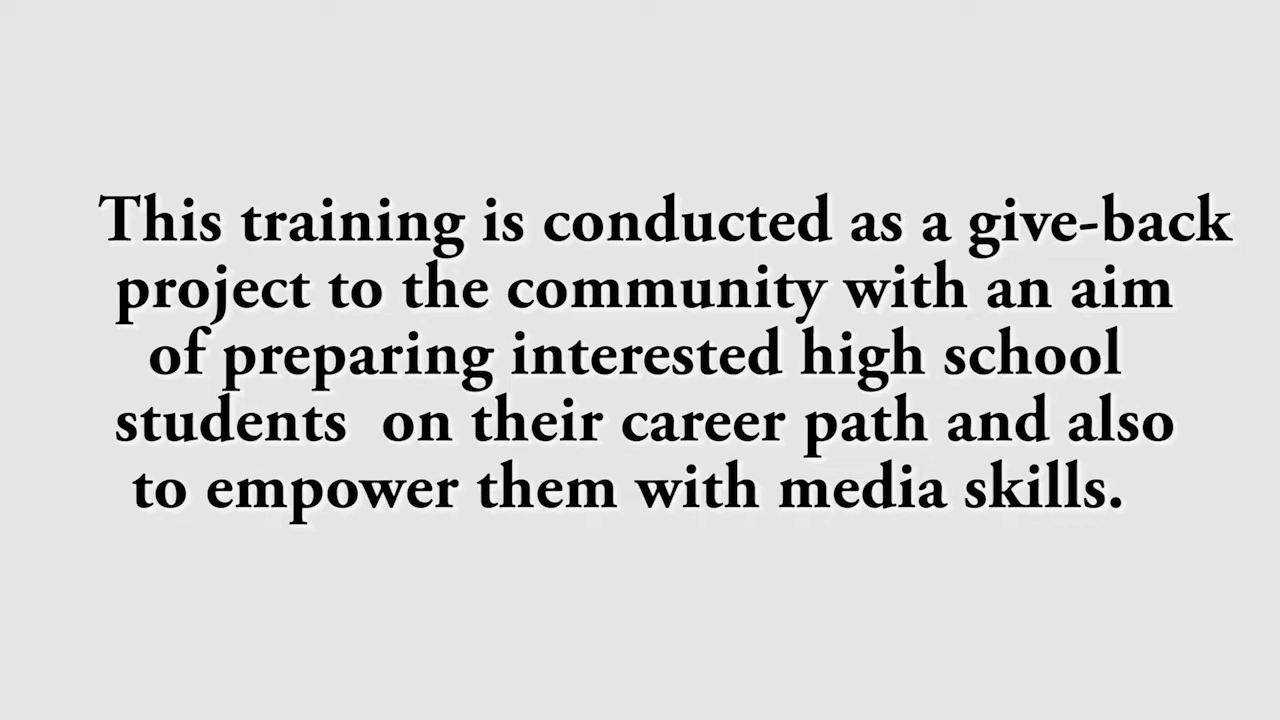 This training is conducted as a give-back
project to the community with an aim
of preparing interested high school
students  on their career path and also
to empower them with media skills.